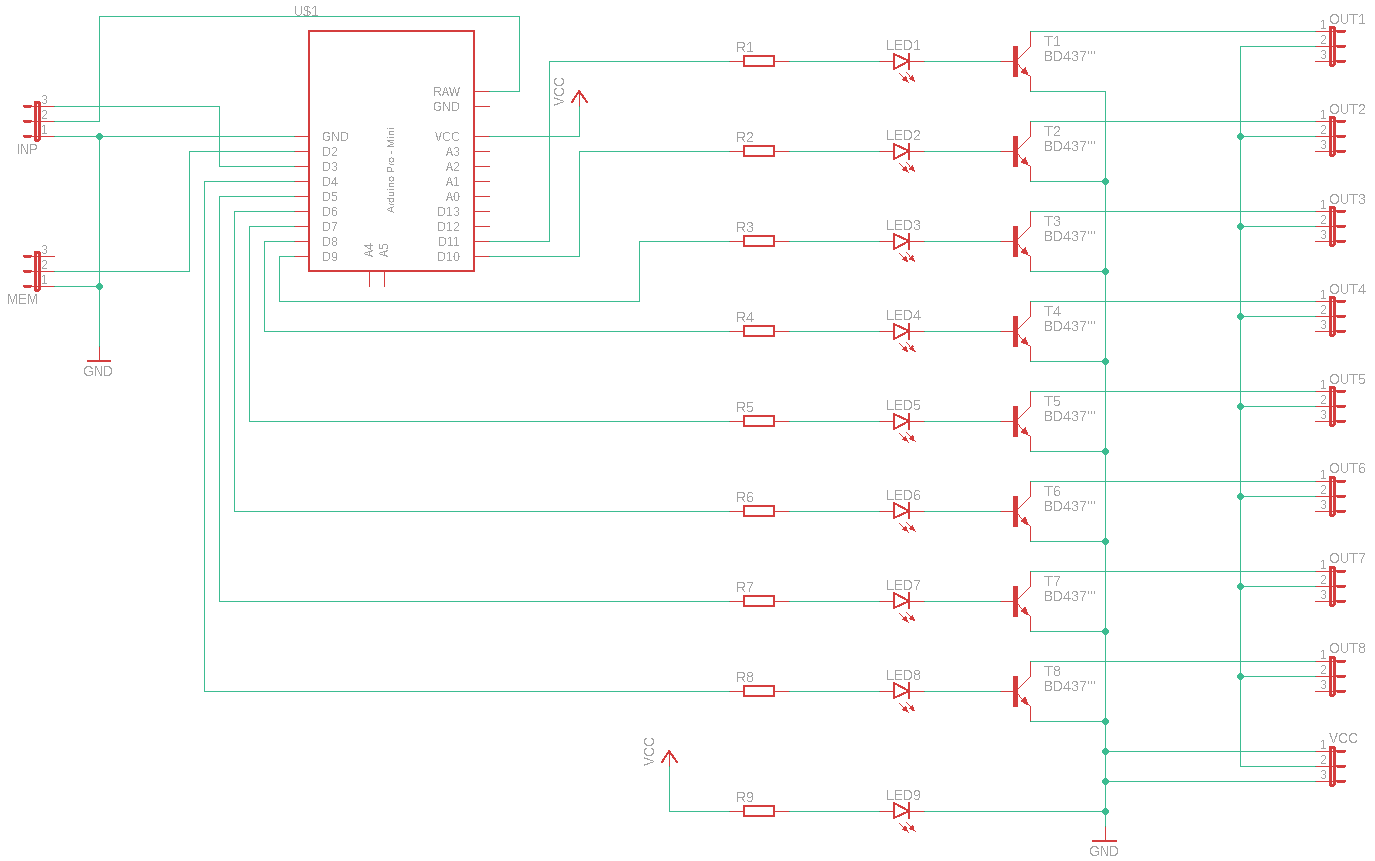 U$1
RAW
GND
GND
D2
D3
D4
D5
D6
D7
D8
D9
VCC
A3
A2
A1
A0
D13
D12
D11
D10
A4
A5
Arduino Pro - Mini
VCC
3
2
1
INP
3
2
1
MEM
GND
R1
LED1
T1
BD437'''
1
2
3
OUT1
R2
LED2
T2
BD437'''
1
2
3
OUT2
R3
LED3
T3
BD437'''
1
2
3
OUT3
R4
LED4
T4
BD437'''
1
2
3
OUT4
R5
LED5
T5
BD437'''
1
2
3
OUT5
R6
LED6
T6
BD437'''
1
2
3
OUT6
R7
LED7
T7
BD437'''
1
2
3
OUT7
R8
LED8
T8
BD437'''
1
2
3
OUT8
VCC
1
2
3
VCC
R9
LED9
GND